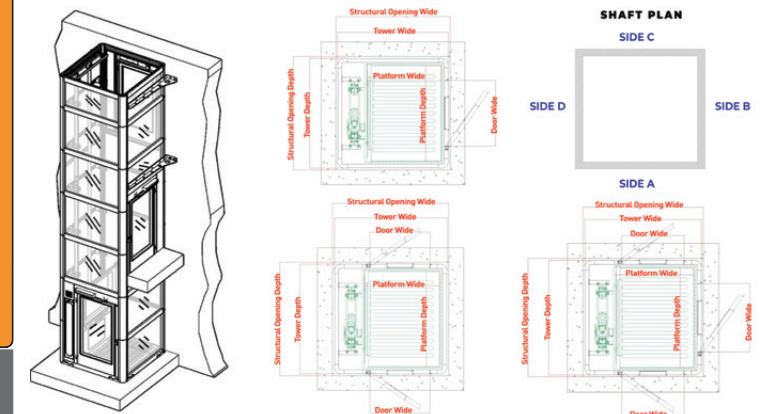 Structural Opening Wide
Tower Wide
Platform Wide
Structural Opening Depth
Tower Depth
Platform Depth
Door Wide
SHAFT PLAN
SIDE C
SIDE D
SIDE B
SIDE A
Structural Opening Wide
Tower Wide
Door Wide
Platform Wide
Structural Opening Depth
Tower Depth
Platform Depth
Door Wide
Structural Opening Wide
Tower Wide
Door Wide
Platform Wide
Structural Opening Depth
Tower Depth
Platform Depth
Door Wide
Door Wide